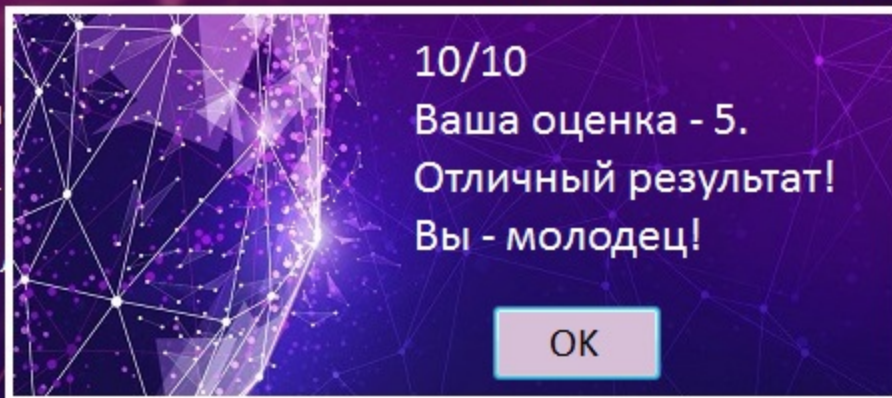 10/10
Ваша оценка - 5.
Отличный результат!
Вы - молодец!
OK